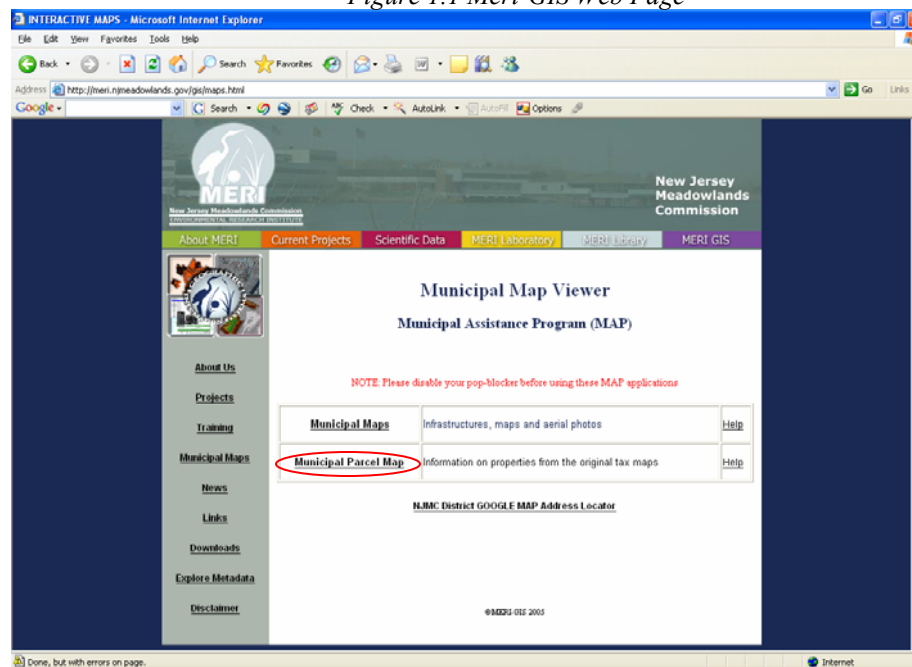 Figure 1.1 Meri-GIS Web Page
INTERACTIVE MAPS - Microsoft Internet Explorer
File Edit View Favorites Tools Help
Back Search Favorites
Address http://meri.njmeadowlands.gov/gis/maps.html Go Links
Google Search Check AutoLink AutoFill Options
MERI
New Jersey Meadowlands Commission
ENVIRONMENTAL RESEARCH INSTITUTE
New Jersey
Meadowlands
Commission
About MERI Current Projects Scientific Data MERI Laboratory MERI Library MERI GIS
Municipal Map Viewer
Municipal Assistance Program (MAP)
NOTE: Please disable your pop-blocker before using these MAP applications
About Us
Projects
Training
Municipal Maps
News
Links
Downloads
Explore Metadata
Disclaimer
Municipal Maps Infrastructures, maps and aerial photos Help
Municipal Parcel Map Information on properties from the original tax maps Help
NJMC District GOOGLE MAP Address Locator
©MERI-GIS 2005
Done, but with errors on page. Internet